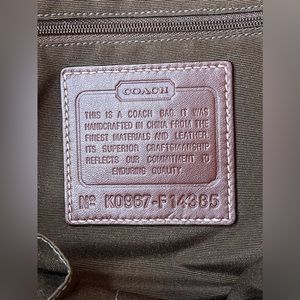 COACH
THIS IS A COACH BAG. IT WAS
HANDCRAFTED IN CHINA FROM THE
FINEST MATERIALS AND LEATHER.
ITS SUPERIOR CRAFTSMANSHIP
REFLECTS OUR COMMITMENT TO
ENDURING QUALITY.
Nº K0967-F14385